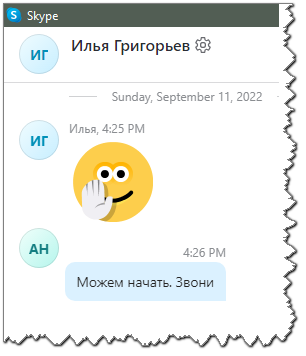 Skype
ИГ
Илья Григорьев
Sunday, September 11, 2022
ИГ
Илья, 4:25 PM
АН
4:26 PM
Можем начать. Звони